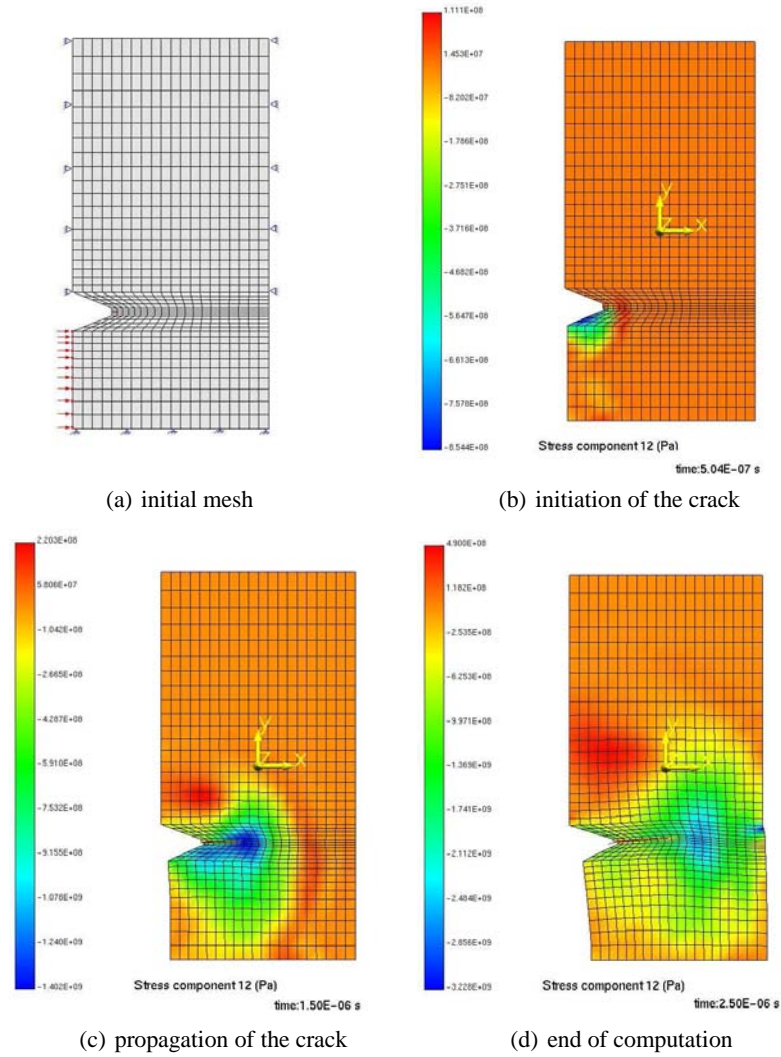 1.111E+08
1.453E+07
-8.202E+07
-1.786E+08
-2.751E+08
-3.716E+08
-4.682E+08
-5.647E+08
-6.613E+08
-7.578E+08
-8.544E+08
Y
Z
X
Stress component 12 (Pa)
time:5.04E-07 s
(a) initial mesh
(b) initiation of the crack
2.203E+08
5.806E+07
-1.042E+08
-2.665E+08
-4.287E+08
-5.910E+08
-7.532E+08
-9.155E+08
-1.078E+09
-1.240E+09
-1.402E+09
Y
Z
X
Stress component 12 (Pa)
time:1.50E-06 s
4.900E+08
1.182E+08
-2.535E+08
-6.253E+08
-9.971E+08
-1.369E+09
-1.741E+09
-2.112E+09
-2.484E+09
-2.856E+09
-3.228E+09
Y
X
Stress component 12 (Pa)
time:2.50E-06 s
(c) propagation of the crack
(d) end of computation